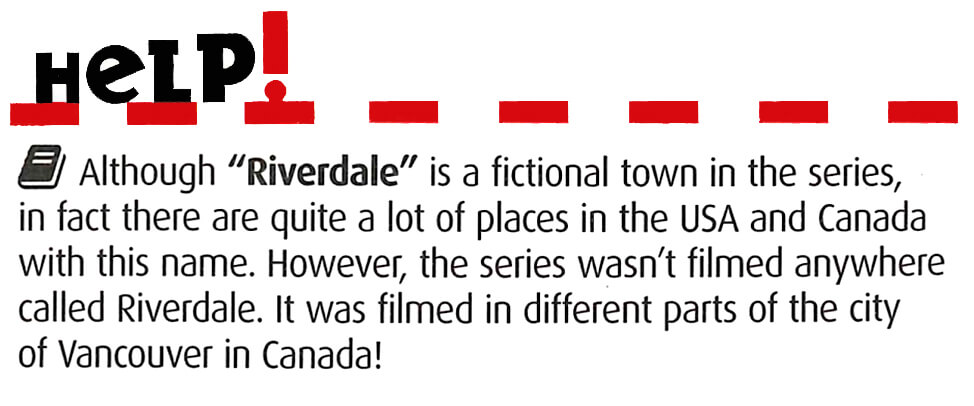 HeLP!
Although “Riverdale” is a fictional town in the series,
in fact there are quite a lot of places in the USA and Canada
with this name. However, the series wasn’t filmed anywhere
called Riverdale. It was filmed in different parts of the city
of Vancouver in Canada!